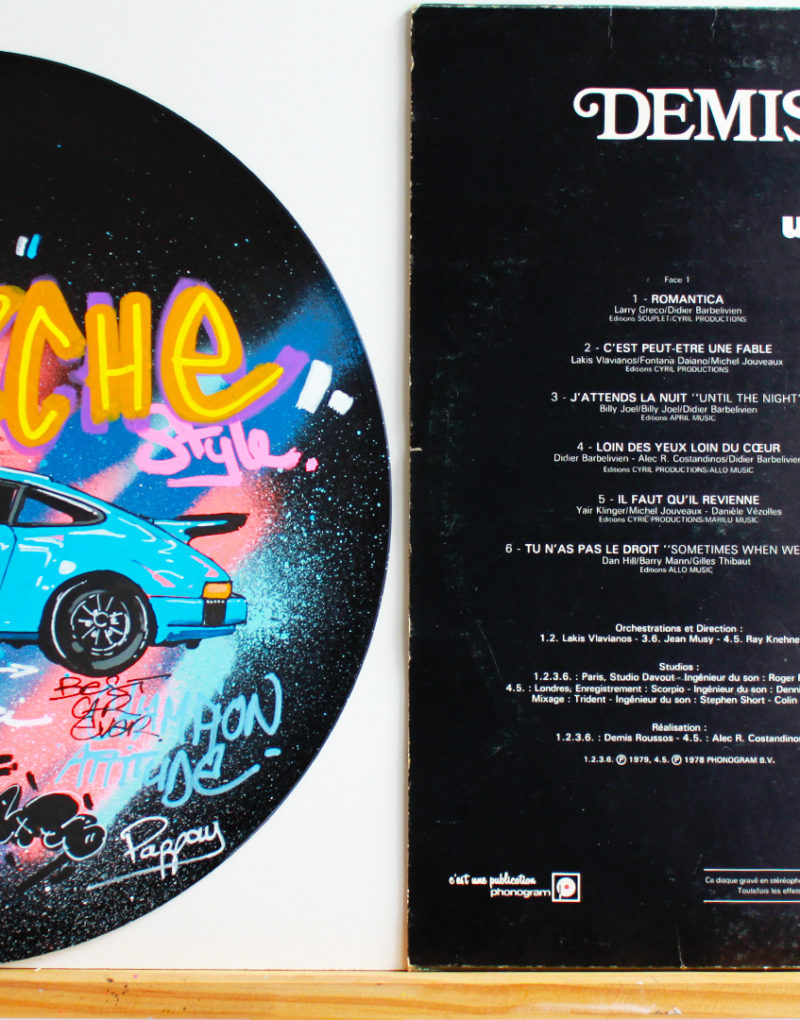 CHE
Style.
BEST
CAR
EVER.
CHAMPION
ATTITUDE
Pappay
DEMIS
Face 1
1 - ROMANTICA
Larry Greco/Didier Barbelivien
Editions SOUPLET/CYRIL PRODUCTIONS
2 - C'EST PEUT-ETRE UNE FABLE
Lakis Vlavianos/Fontana Daiano/Michel Jouveaux
Editions CYRIL PRODUCTIONS
3 - J'ATTENDS LA NUIT "UNTIL THE NIGHT"
Billy Joel/Billy Joel/Didier Barbelivien
Editions APRIL MUSIC
4 - LOIN DES YEUX LOIN DU CŒUR
Didier Barbelivien - Alec R. Costandinos/Didier Barbelivien
Editions CYRIL PRODUCTIONS/ALLO MUSIC
5 - IL FAUT QU'IL REVIENNE
Yaïr Klinger/Michel Jouveaux - Danièle Vézolles
Editions CYRIL PRODUCTIONS/MARILU MUSIC
6 - TU N'AS PAS LE DROIT "SOMETIMES WHEN WE
Dan Hill/Barry Mann/Gilles Thibaut
Editions ALLO MUSIC
Orchestrations et Direction :
1.2. Lakis Vlavianos - 3.6. Jean Musy - 4.5. Ray Knehne
Studios :
1.2.3.6. : Paris, Studio Davout - Ingénieur du son : Roger
4.5. : Londres, Enregistrement : Scorpio - Ingénieur du son : Denn
Mixage : Trident - Ingénieur du son : Stephen Short - Colin
Réalisation :
1.2.3.6. : Demis Roussos - 4.5. : Alec R. Costandinos
1.2.3.6. Ⓟ 1979, 4.5. Ⓟ 1978 PHONOGRAM B.V.
c'est une publication
phonogram
Ce disque gravé en stéréopho
Toutefois les effets